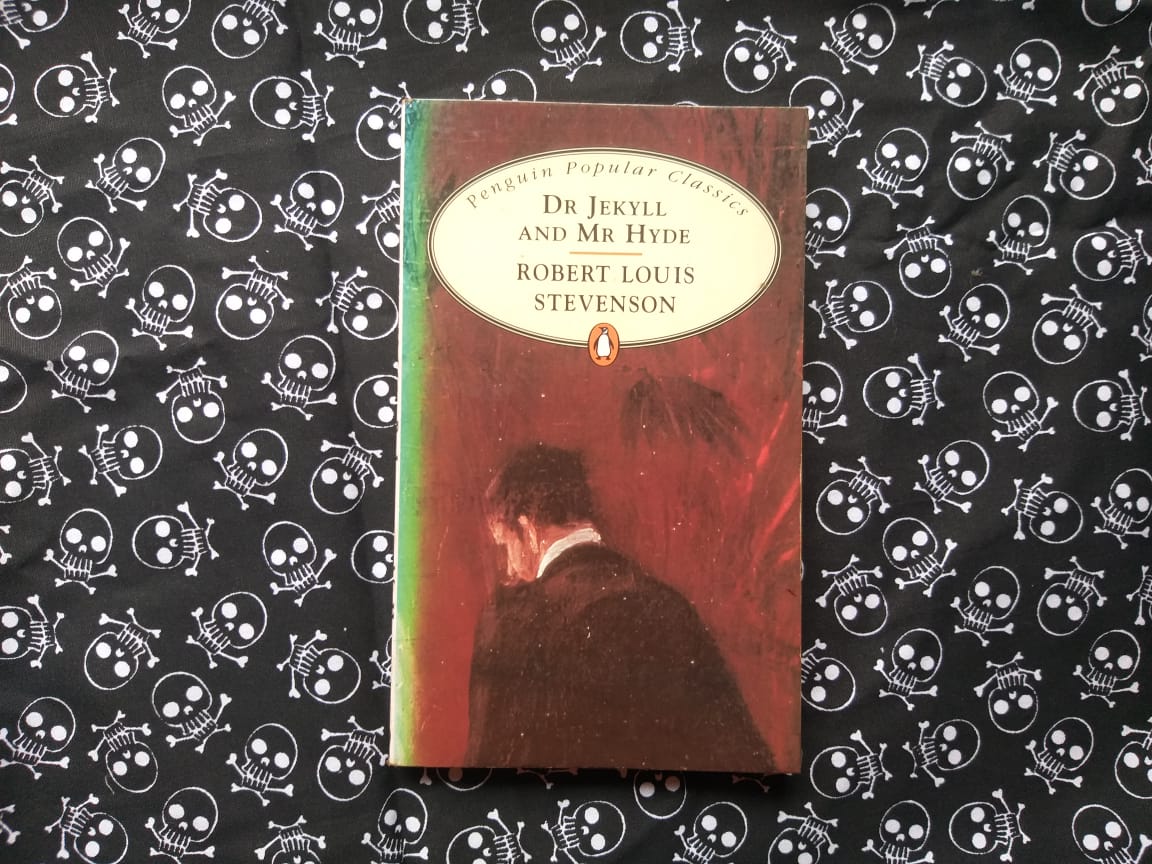 Penguin Popular Classics
DR JEKYLL
AND MR HYDE
ROBERT LOUIS
STEVENSON